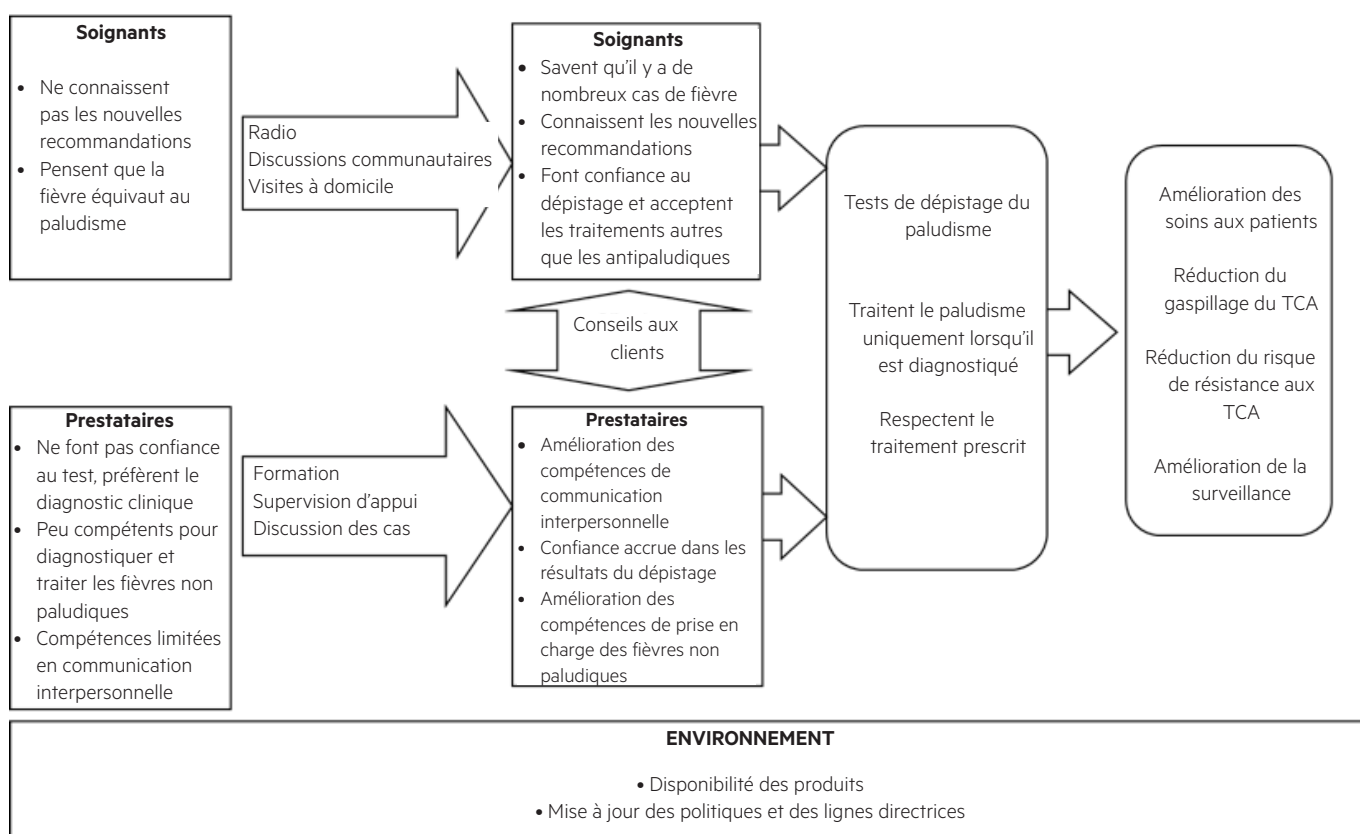 Soignants
• Ne connaissent
pas les nouvelles
recommandations
• Pensent que la
fièvre équivaut au
paludisme
Radio
Discussions communautaires
Visites à domicile
Soignants
• Savent qu'il y a de
nombreux cas de fièvre
• Connaissent les nouvelles
recommandations
• Font confiance au
dépistage et acceptent
les traitements autres
que les antipaludiques
Conseils aux
clients
Prestataires
• Ne font pas confiance
au test, préfèrent le
diagnostic clinique
• Peu compétents pour
diagnostiquer et
traiter les fièvres non
paludiques
• Compétences limitées
en communication
interpersonnelle
Formation
Supervision d'appui
Discussion des cas
Prestataires
• Amélioration des
compétences de
communication
interpersonnelle
• Confiance accrue dans les
résultats du dépistage
• Amélioration des
compétences de prise en
charge des fièvres non
paludiques
Tests de dépistage du
paludisme
Traitent le paludisme
uniquement lorsqu'il
est diagnostiqué
Respectent le
traitement prescrit
Amélioration des
soins aux patients
Réduction du
gaspillage du TCA
Réduction du risque
de résistance aux
TCA
Amélioration de la
surveillance
ENVIRONNEMENT
• Disponibilité des produits
• Mise à jour des politiques et des lignes directrices